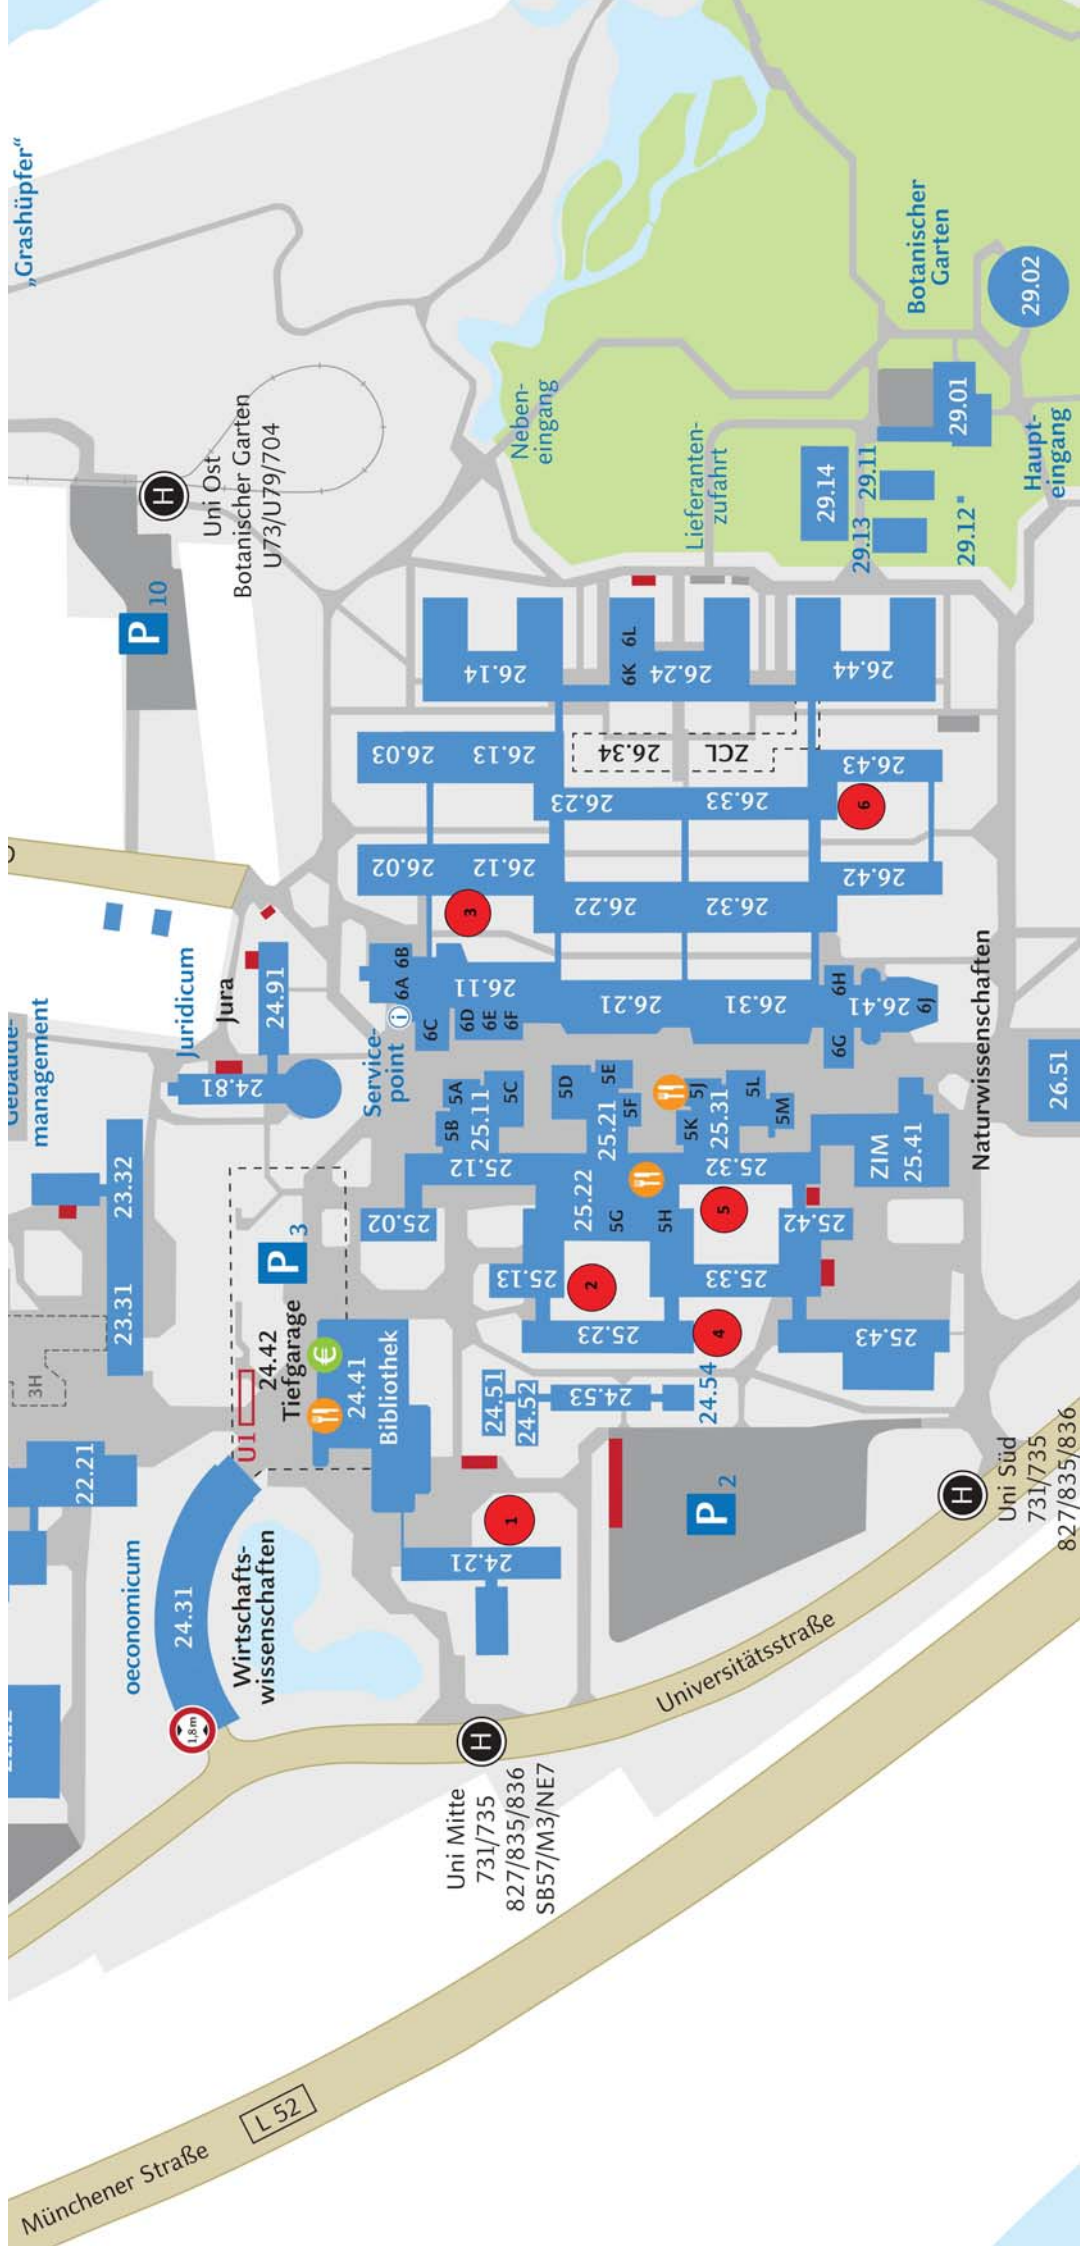 „Grashüpfer“
Uni Ost
Botanischer Garten
U73/U79/704
H
P
10
Neben-
eingang
Lieferanten-
zufahrt
Botanischer
Garten
29.02
29.01
29.14
29.11
29.13
29.12
Haupt-
eingang
26.14
6K
6L
26.24
26.44
26.03
26.13
26.34
ZCL
26.43
26.23
26.33
6
26.02
26.12
26.42
3
26.22
26.32
Gebäude-
management
Juridicum
Jura
24.91
24.81
Service-
point
i
6A
6B
6C
6D
6E
6F
26.11
26.21
26.31
6H
6G
26.41
6J
Naturwissenschaften
26.51
5A
5B
25.11
5C
5D
5E
25.21
5F
5J
5K
25.31
5L
5M
23.32
23.31
3H
25.12
25.02
25.22
5G
5H
25.32
25.42
5
ZIM
25.41
P
3
24.42
Tiefgarage
U1
€
24.41
Bibliothek
25.13
2
25.23
25.33
4
25.43
24.51
24.52
24.53
24.54
22.21
oeconomicum
24.31
Wirtschafts-
wissenschaften
24.21
1
P
2
H
Uni Süd
731/735
827/835/836
1,8m
H
Uni Mitte
731/735
827/835/836
SB57/M3/NE7
Universitätsstraße
Münchener Straße
L 52